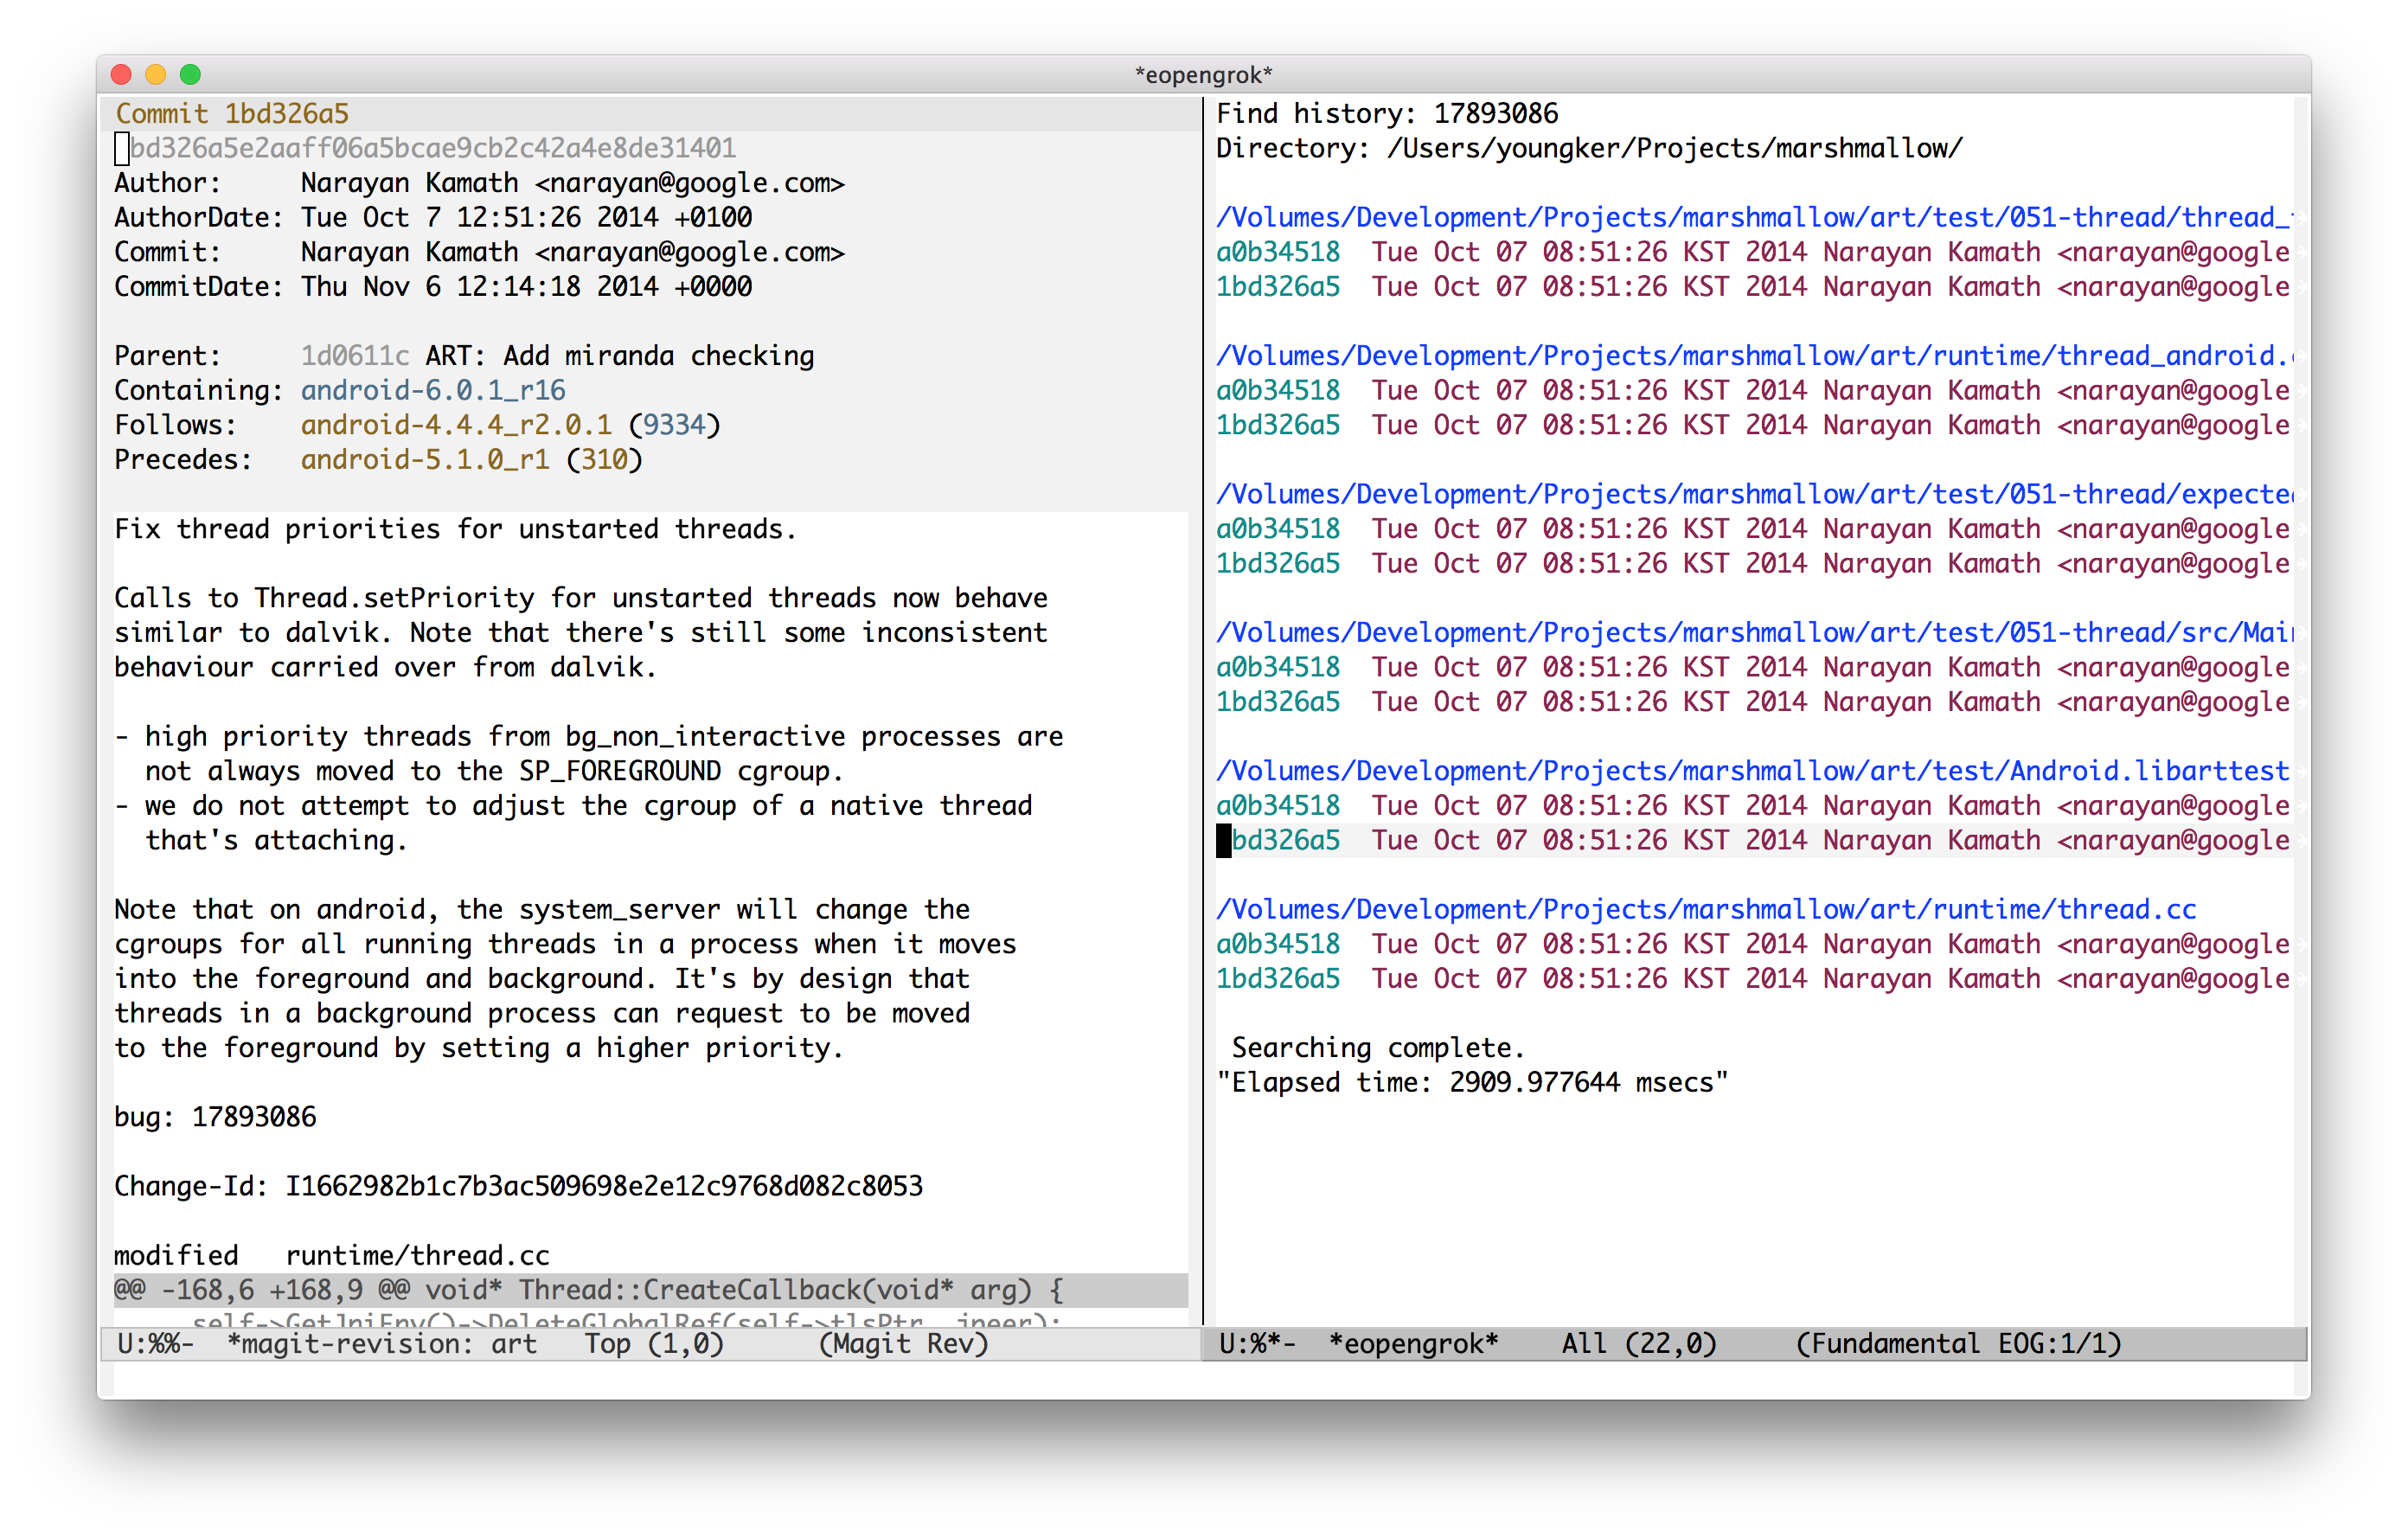 *eopengrok*
Commit 1bd326a5
bd326a5e2aaff06a5bcae9cb2c42a4e8de31401
Author:     Narayan Kamath <narayan@google.com>
AuthorDate: Tue Oct 7 12:51:26 2014 +0100
Commit:     Narayan Kamath <narayan@google.com>
CommitDate: Thu Nov 6 12:14:18 2014 +0000
Parent:     1d0611c ART: Add miranda checking
Containing: android-6.0.1_r16
Follows:    android-4.4.4_r2.0.1 (9334)
Precedes:   android-5.1.0_r1 (310)
Fix thread priorities for unstarted threads.
Calls to Thread.setPriority for unstarted threads now behave
similar to dalvik. Note that there's still some inconsistent
behaviour carried over from dalvik.
- high priority threads from bg_non_interactive processes are
  not always moved to the SP_FOREGROUND cgroup.
- we do not attempt to adjust the cgroup of a native thread
  that's attaching.
Note that on android, the system_server will change the
cgroups for all running threads in a process when it moves
into the foreground and background. It's by design that
threads in a background process can request to be moved
to the foreground by setting a higher priority.
bug: 17893086
Change-Id: I1662982b1c7b3ac509698e2e12c9768d082c8053
modified   runtime/thread.cc
@@ -168,6 +168,9 @@ void* Thread::CreateCallback(void* arg) {
self->GetJniEnv()->DeleteGlobalRef(self->tlsPtr_.jpeer);
U:%%-  *magit-revision: art   Top (1,0)      (Magit Rev)
Find history: 17893086
Directory: /Users/youngker/Projects/marshmallow/
/Volumes/Development/Projects/marshmallow/art/test/051-thread/thread_
a0b34518  Tue Oct 07 08:51:26 KST 2014 Narayan Kamath <narayan@google
1bd326a5  Tue Oct 07 08:51:26 KST 2014 Narayan Kamath <narayan@google
/Volumes/Development/Projects/marshmallow/art/runtime/thread_android.
a0b34518  Tue Oct 07 08:51:26 KST 2014 Narayan Kamath <narayan@google
1bd326a5  Tue Oct 07 08:51:26 KST 2014 Narayan Kamath <narayan@google
/Volumes/Development/Projects/marshmallow/art/test/051-thread/expecte
a0b34518  Tue Oct 07 08:51:26 KST 2014 Narayan Kamath <narayan@google
1bd326a5  Tue Oct 07 08:51:26 KST 2014 Narayan Kamath <narayan@google
/Volumes/Development/Projects/marshmallow/art/test/051-thread/src/Mai
a0b34518  Tue Oct 07 08:51:26 KST 2014 Narayan Kamath <narayan@google
1bd326a5  Tue Oct 07 08:51:26 KST 2014 Narayan Kamath <narayan@google
/Volumes/Development/Projects/marshmallow/art/test/Android.libarttest
a0b34518  Tue Oct 07 08:51:26 KST 2014 Narayan Kamath <narayan@google
bd326a5  Tue Oct 07 08:51:26 KST 2014 Narayan Kamath <narayan@google
/Volumes/Development/Projects/marshmallow/art/runtime/thread.cc
a0b34518  Tue Oct 07 08:51:26 KST 2014 Narayan Kamath <narayan@google
1bd326a5  Tue Oct 07 08:51:26 KST 2014 Narayan Kamath <narayan@google
Searching complete.
"Elapsed time: 2909.977644 msecs"
U:%*-  *eopengrok*    All (22,0)     (Fundamental EOG:1/1)